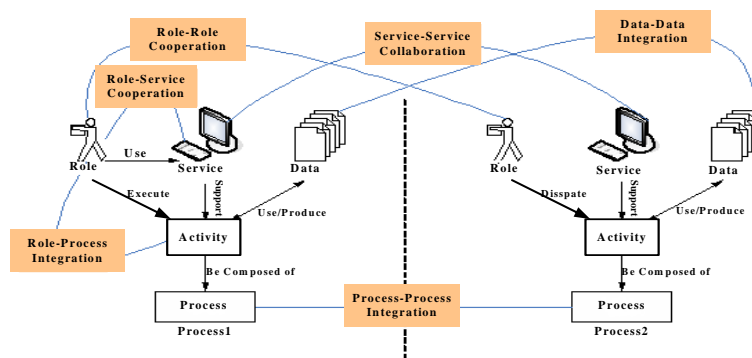 Role-Role
Cooperation
Service-Service
Collaboration
Data-Data
Integration
Role-Service
Cooperation
Use
Role
Service
Data
Role
Service
Data
Execute
Support
Use/Produce
Disspate
Support
Use/Produce
Role-Process
Integration
Activity
Activity
Be Composed of
Be Composed of
Process
Process-Process
Integration
Process
Process1
Process2